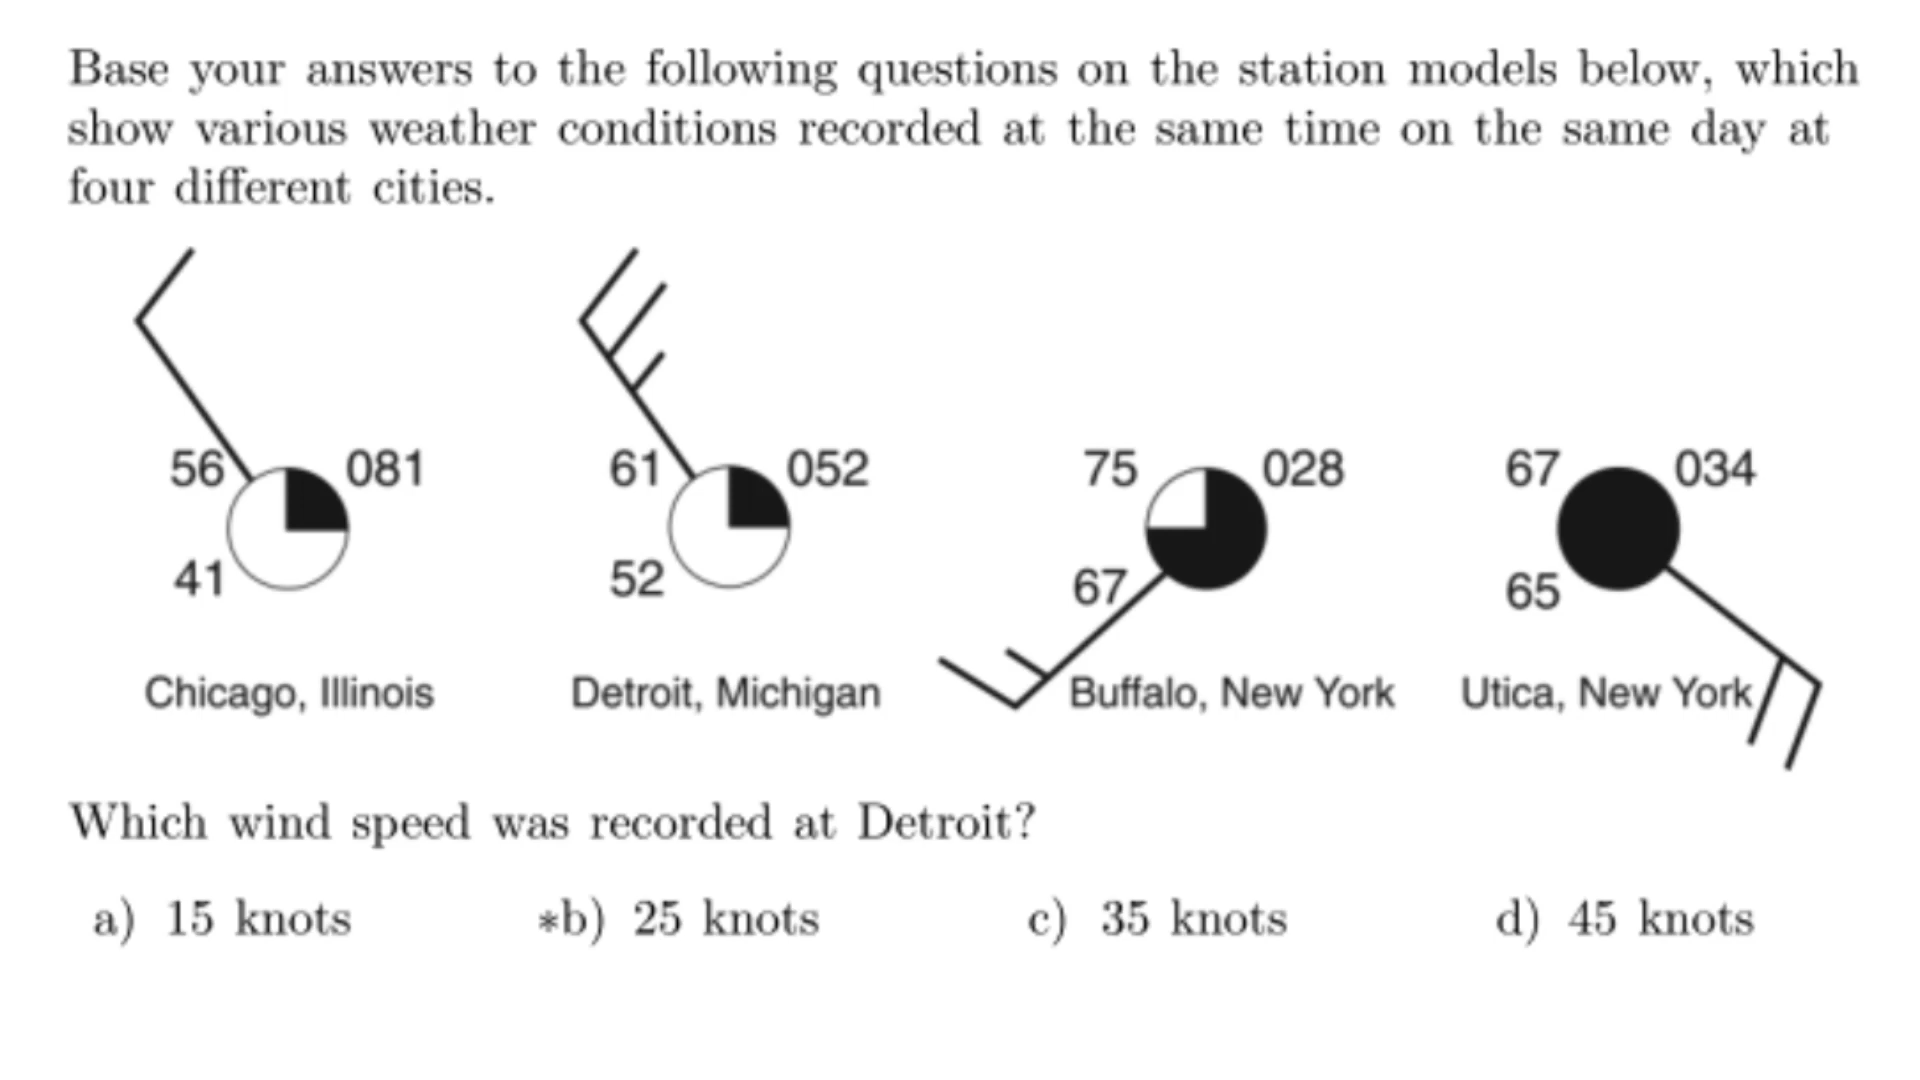 Base your answers to the following questions on the station models below, which
show various weather conditions recorded at the same time on the same day at
four different cities.
56 081 61 052 75 028 67 034
41 52 67 65
Chicago, Illinois Detroit, Michigan Buffalo, New York Utica, New York
Which wind speed was recorded at Detroit?
a) 15 knots *b) 25 knots c) 35 knots d) 45 knots